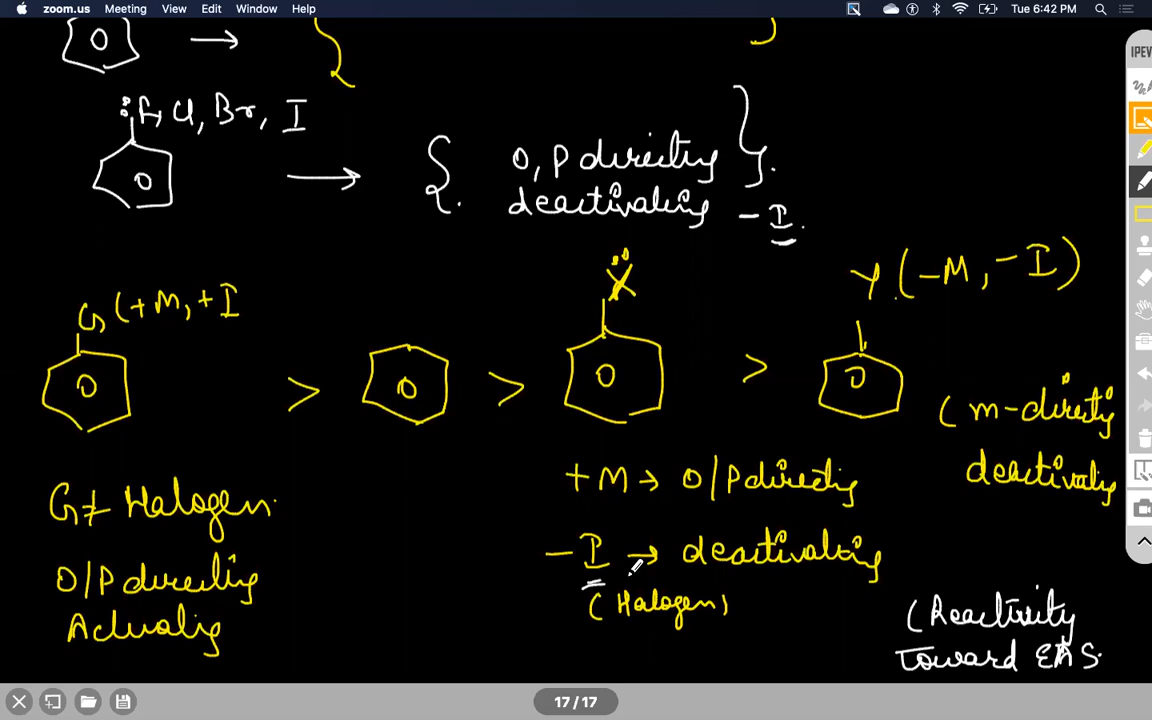 zoom.us Meeting View Edit Window Help Tue 6:42 PM
IPEV
F, Cl, Br, I
O, P directing
deactivating - I.
G (+M, +I
X
Y (-M, -I)
> > >
(m-directing
deactivating
G ≠ Halogen
O/P directing
Activating
+M → O/P directing
-I → deactivating
(Halogen)
(Reactivity
Toward EAS.
17 / 17